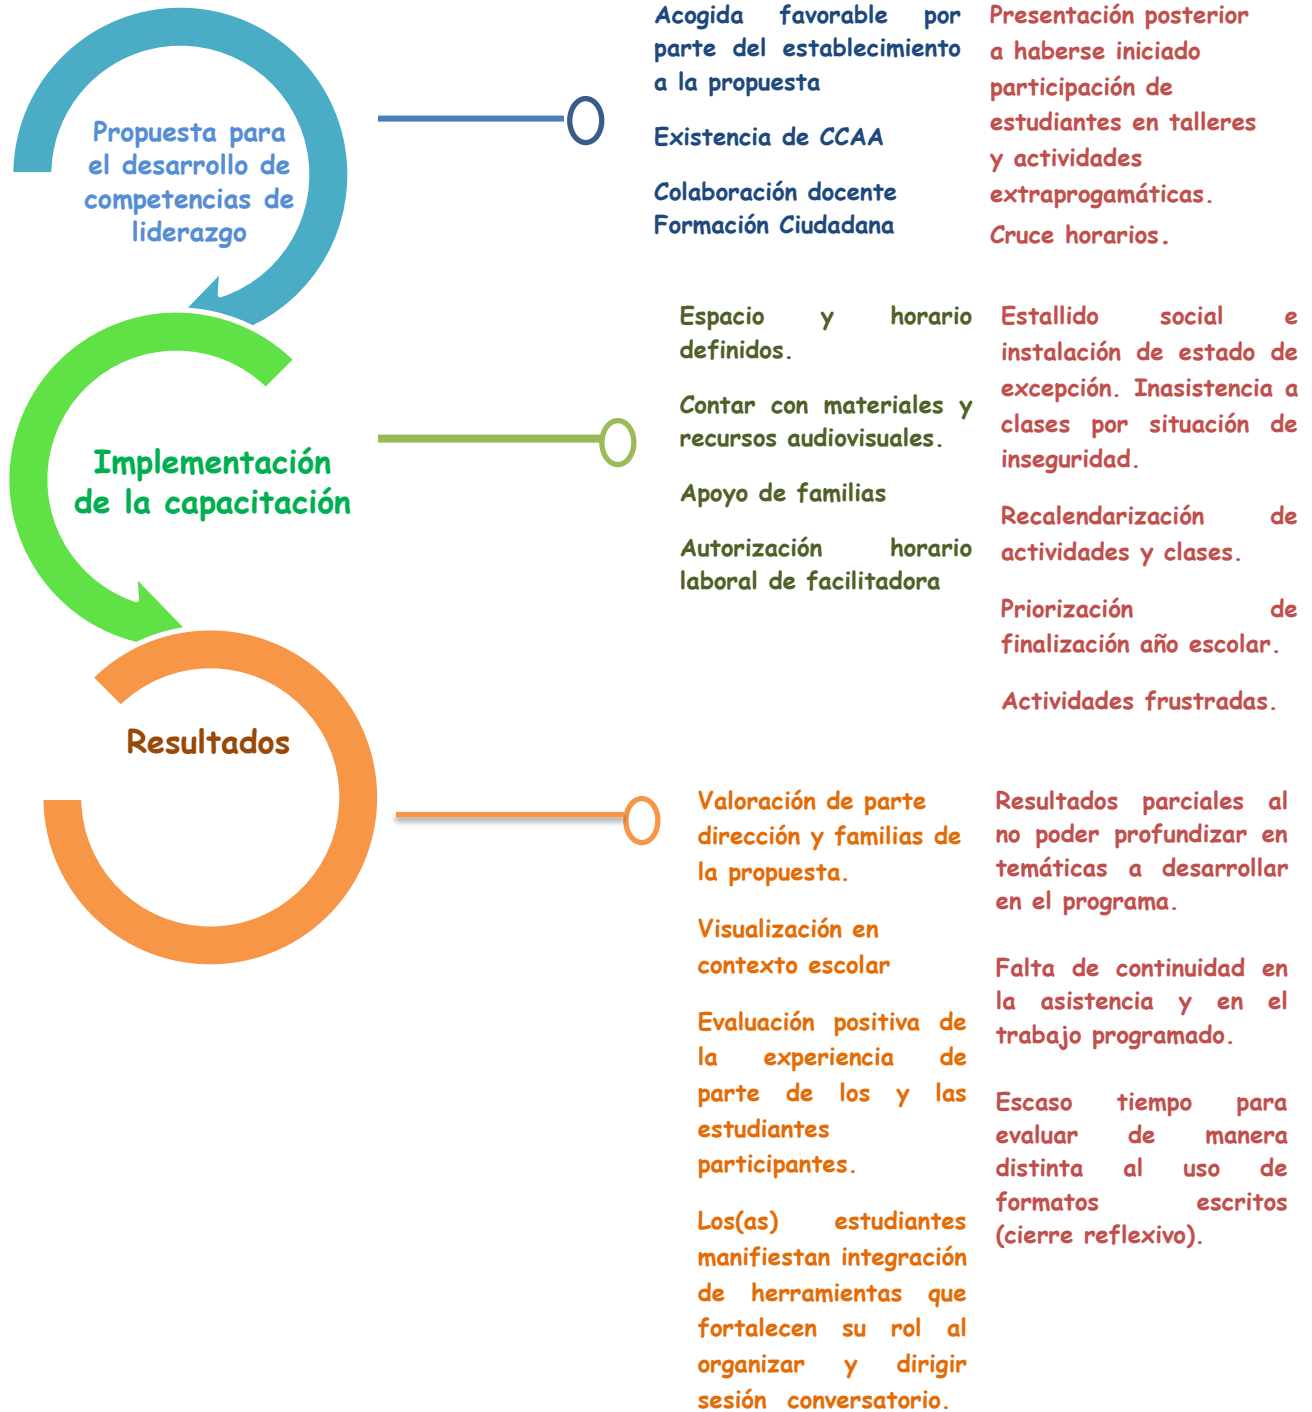 Propuesta para
el desarrollo de
competencias de
liderazgo
Acogida favorable por
parte del establecimiento
a la propuesta
Existencia de CCAA
Colaboración docente
Formación Ciudadana
Presentación posterior
a haberse iniciado
participación de
estudiantes en talleres
y actividades
extraprogamáticas.
Cruce horarios.
Implementación
de la capacitación
Espacio y horario
definidos.
Contar con materiales y
recursos audiovisuales.
Apoyo de familias
Autorización horario
laboral de facilitadora
Estallido social e
instalación de estado de
excepción. Inasistencia a
clases por situación de
inseguridad.
Recalendarización de
actividades y clases.
Priorización de
finalización año escolar.
Actividades frustradas.
Resultados
Valoración de parte
dirección y familias de
la propuesta.
Visualización en
contexto escolar
Evaluación positiva de
la experiencia de
parte de los y las
estudiantes
participantes.
Los(as) estudiantes
manifiestan integración
de herramientas que
fortalecen su rol al
organizar y dirigir
sesión conversatorio.
Resultados parciales al
no poder profundizar en
temáticas a desarrollar
en el programa.
Falta de continuidad en
la asistencia y en el
trabajo programado.
Escaso tiempo para
evaluar de manera
distinta al uso de
formatos escritos
(cierre reflexivo).